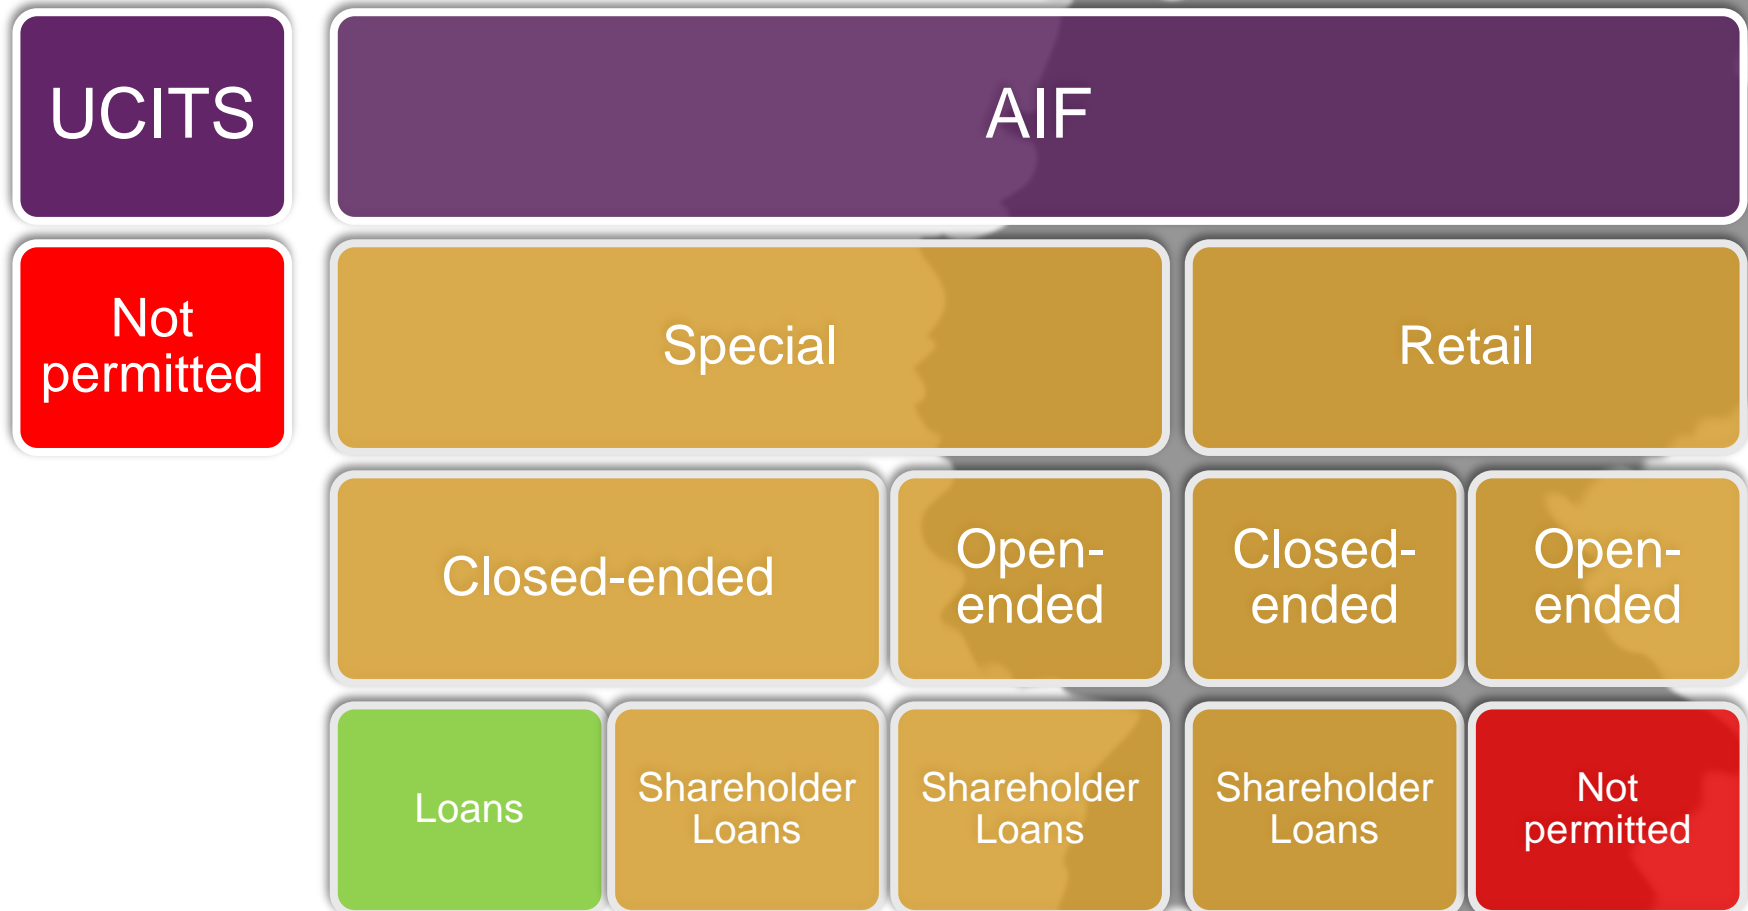 UCITS
AIF
Not
permitted
Special
Retail
Closed-ended
Open-
ended
Closed-
ended
Open-
ended
Loans
Shareholder
Loans
Shareholder
Loans
Shareholder
Loans
Not
permitted